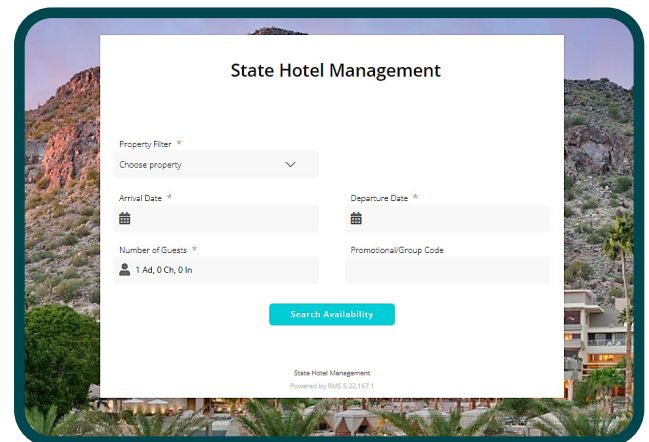 State Hotel Management
Property Filter *
Choose property
Arrival Date *
Departure Date *
Number of Guests *
Promotional/Group Code
1 Ad, 0 Ch, 0 In
Search Availability
State Hotel Management
Powered by RMS 5.22.167.1